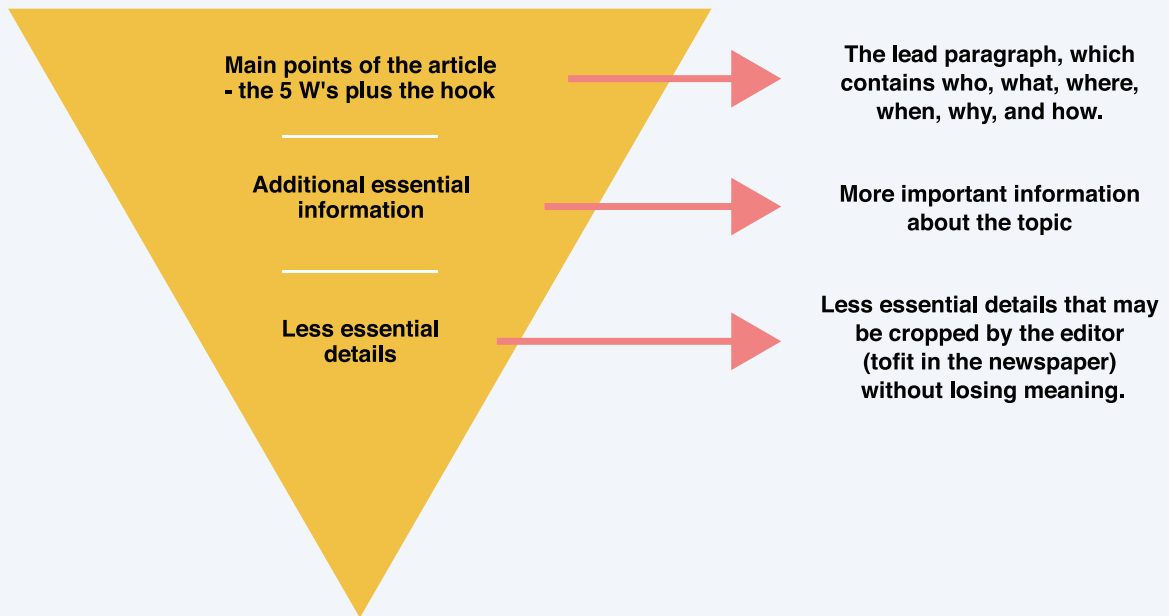 Main points of the article
- the 5 W's plus the hook
The lead paragraph, which
contains who, what, where,
when, why, and how.
Additional essential
information
More important information
about the topic
Less essential
details
Less essential details that may
be cropped by the editor
(tofit in the newspaper)
without losing meaning.